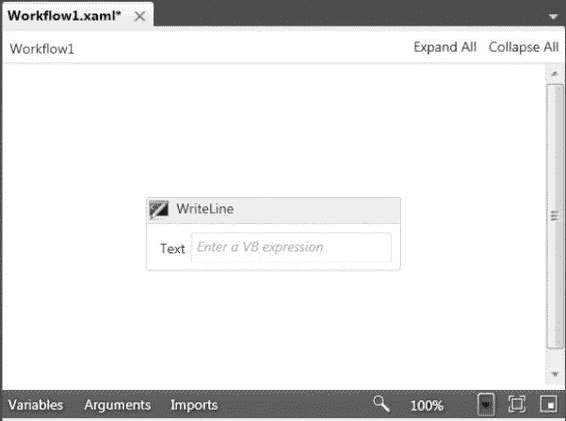 Workflow1.xaml*
Workflow1 Expand All Collapse All
WriteLine
Text Enter a VB expression
Variables Arguments Imports 100%